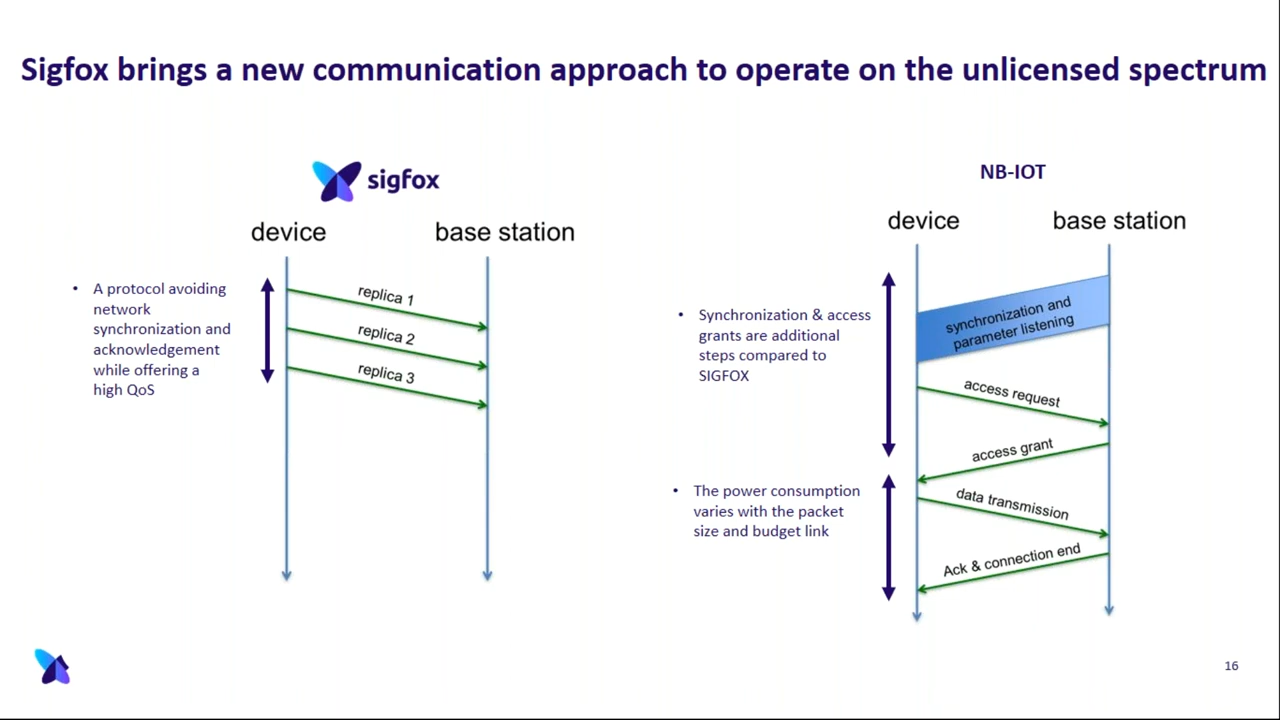 Sigfox brings a new communication approach to operate on the unlicensed spectrum
sigfox
device
base station
• A protocol avoiding
network
synchronization and
acknowledgement
while offering a
high QoS
replica 1
replica 2
replica 3
NB-IOT
device
base station
• Synchronization & access
grants are additional
steps compared to
SIGFOX
synchronization and
parameter listening
access request
access grant
• The power consumption
varies with the packet
size and budget link
data transmission
Ack & connection end
16